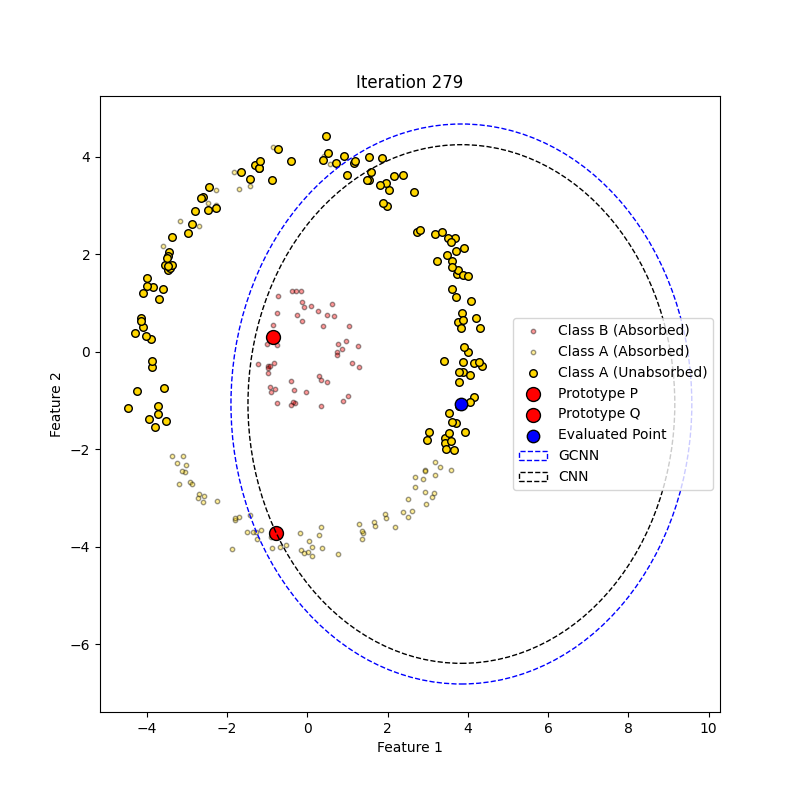 Iteration 279
Feature 2
4
2
0
−2
−4
−6
Class B (Absorbed)
Class A (Absorbed)
Class A (Unabsorbed)
Prototype P
Prototype Q
Evaluated Point
GCNN
CNN
−4 −2 0 2 4 6 8 10
Feature 1